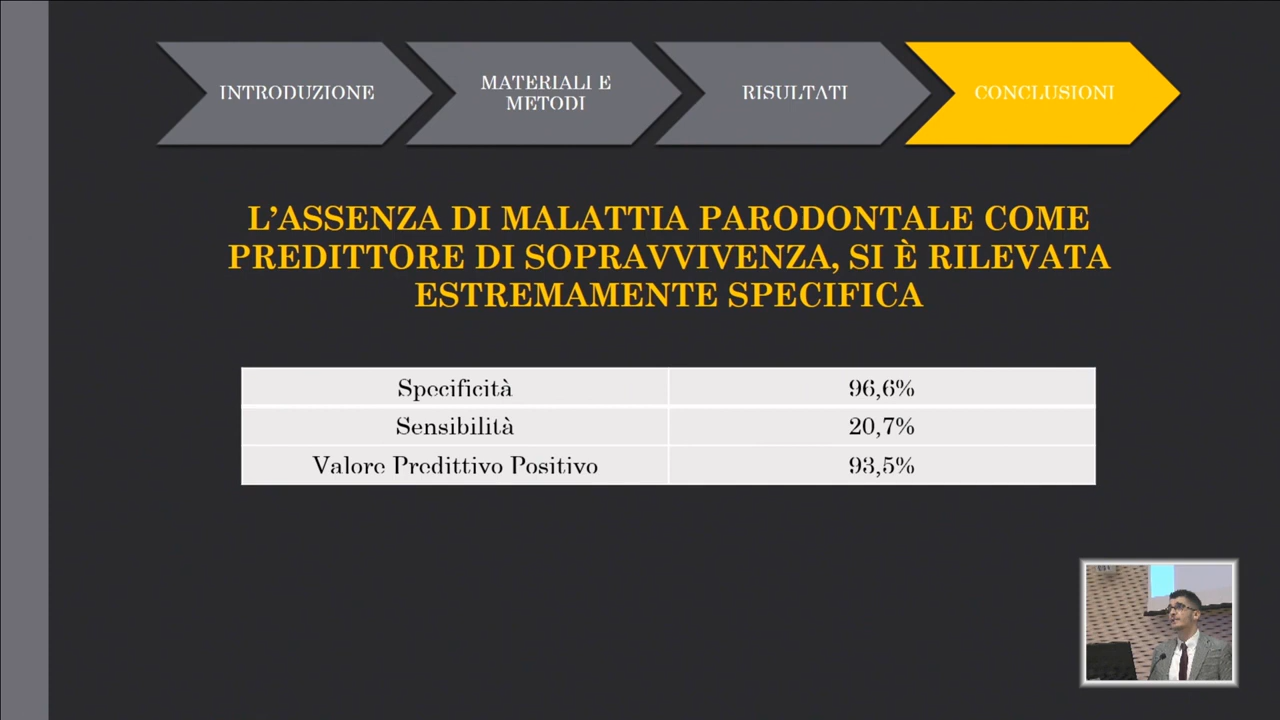 INTRODUZIONE
MATERIALI E
METODI
RISULTATI
CONCLUSIONI
L’ASSENZA DI MALATTIA PARODONTALE COME
PREDITTORE DI SOPRAVVIVENZA, SI È RILEVATA
ESTREMAMENTE SPECIFICA
Specificità 96,6%
Sensibilità 20,7%
Valore Predittivo Positivo 93,5%